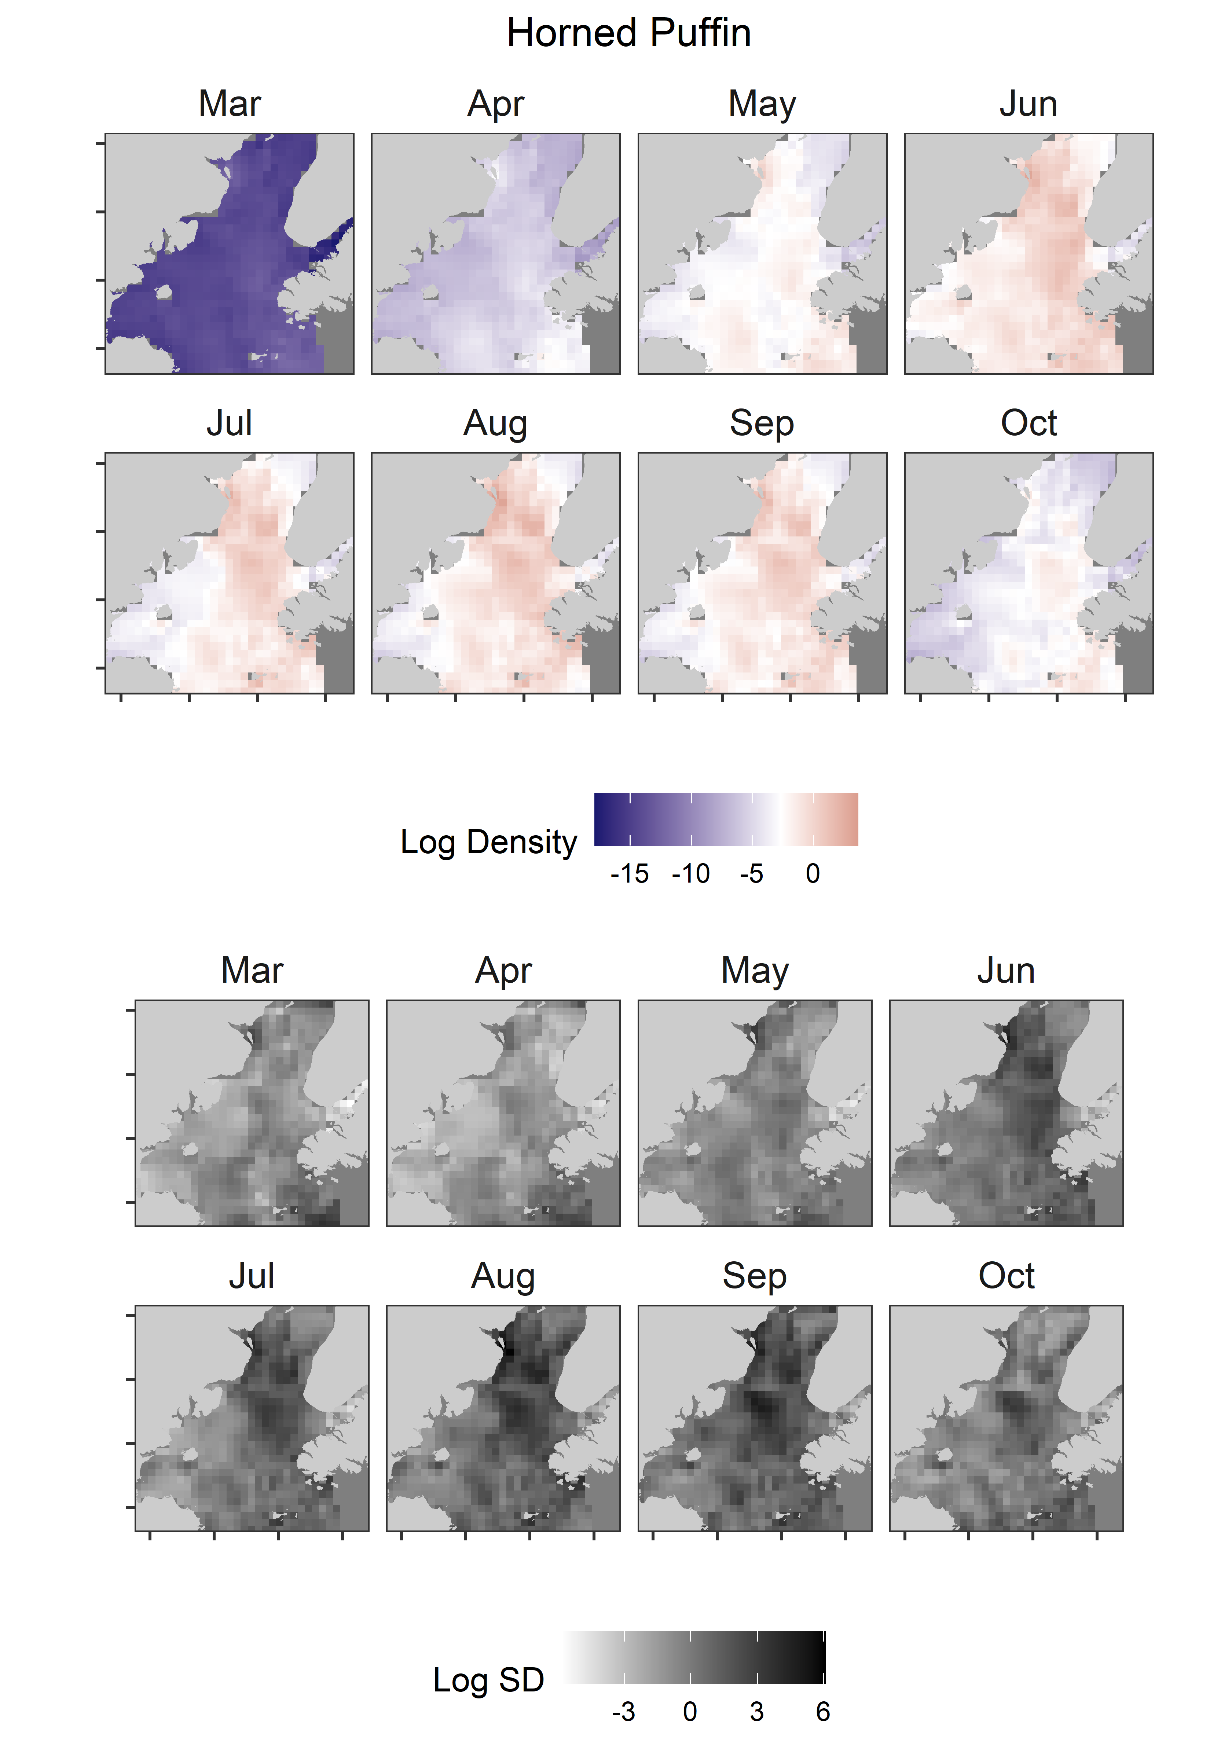 Horned Puffin
Mar Apr May Jun
Jul Aug Sep Oct
Log Density
-15 -10 -5 0
Mar Apr May Jun
Jul Aug Sep Oct
Log SD
-3 0 3 6